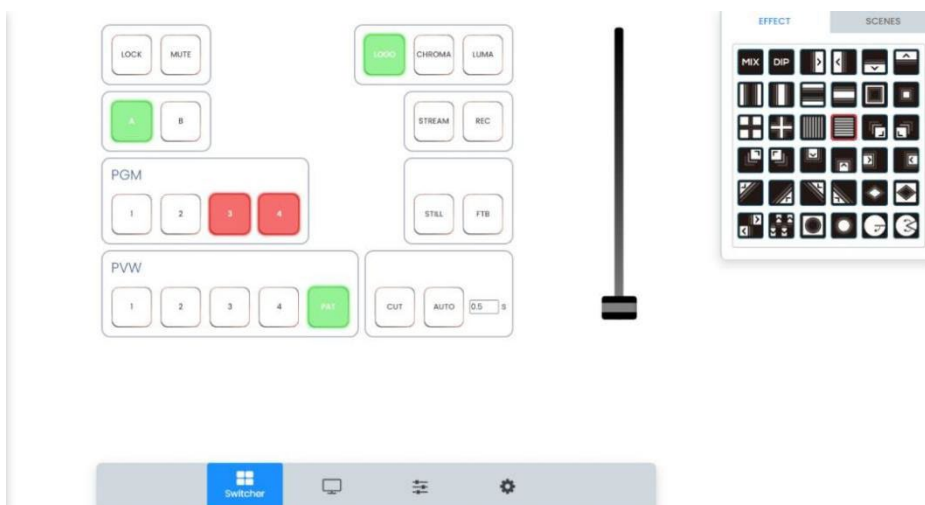 EFFECT SCENES
LOCK MUTE
LOGO CHROMA LUMA
MIX DIP
A B
STREAM REC
PGM
1 2 3 4
STILL FTB
PVW
1 2 3 4 PAT
CUT AUTO 0.5 s
Switcher